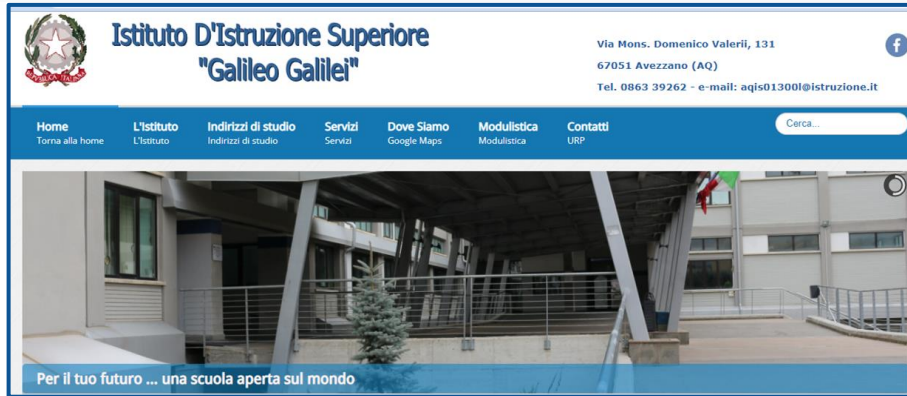 Istituto D'Istruzione Superiore
"Galileo Galilei"
Via Mons. Domenico Valerii, 131
67051 Avezzano (AQ)
Tel. 0863 39262 - e-mail: aqis01300l@istruzione.it
Home L'Istituto Indirizzi di studio Servizi Dove Siamo Modulistica Contatti
Torna alla home L'Istituto Indirizzi di studio Servizi Google Maps Modulistica URP
Cerca...
Per il tuo futuro ... una scuola aperta sul mondo